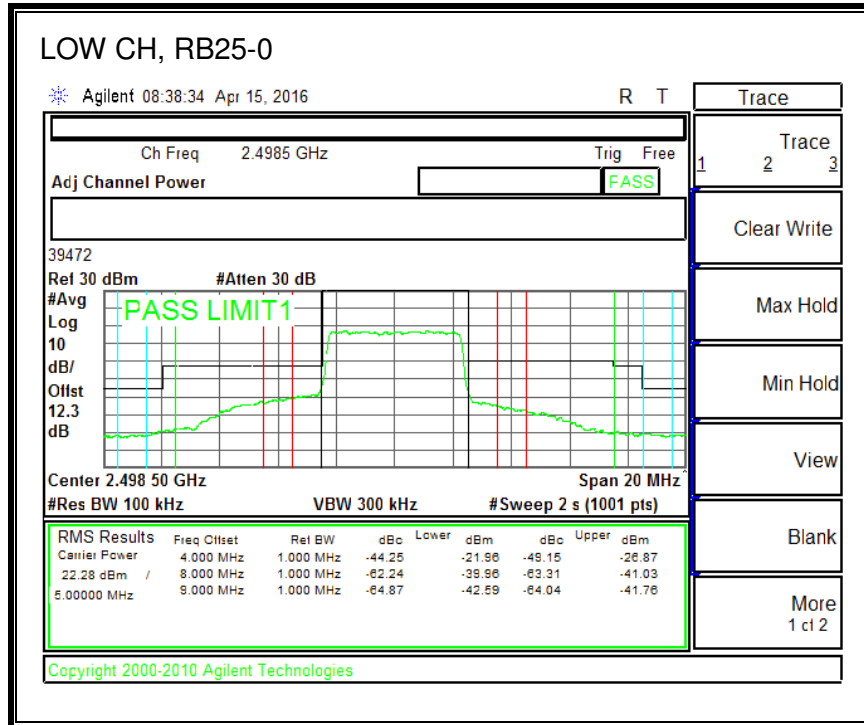 LOW CH, RB25-0
Agilent 08:38:34 Apr 15, 2016 R T
Trace
Ch Freq 2.4985 GHz Trig Free
Adj Channel Power PASS
39472
Ref 30 dBm #Atten 30 dB
#Avg
Log
10
dB/
Offst
12.3
dB
PASS LIMIT1
Center 2.498 50 GHz Span 20 MHz
#Res BW 100 kHz VBW 300 kHz #Sweep 2 s (1001 pts)
RMS Results Freq Offset Ref BW dBc Lower dBm dBc Upper dBm
Carrier Power 4.000 MHz 1.000 MHz -44.25 -21.96 -49.15 -26.87
22.28 dBm / 8.000 MHz 1.000 MHz -62.24 -39.96 -63.31 -41.03
5.00000 MHz 9.000 MHz 1.000 MHz -64.87 -42.59 -64.04 -41.76
Copyright 2000-2010 Agilent Technologies
Trace
1 2 3
Clear Write
Max Hold
Min Hold
View
Blank
More
1 of 2